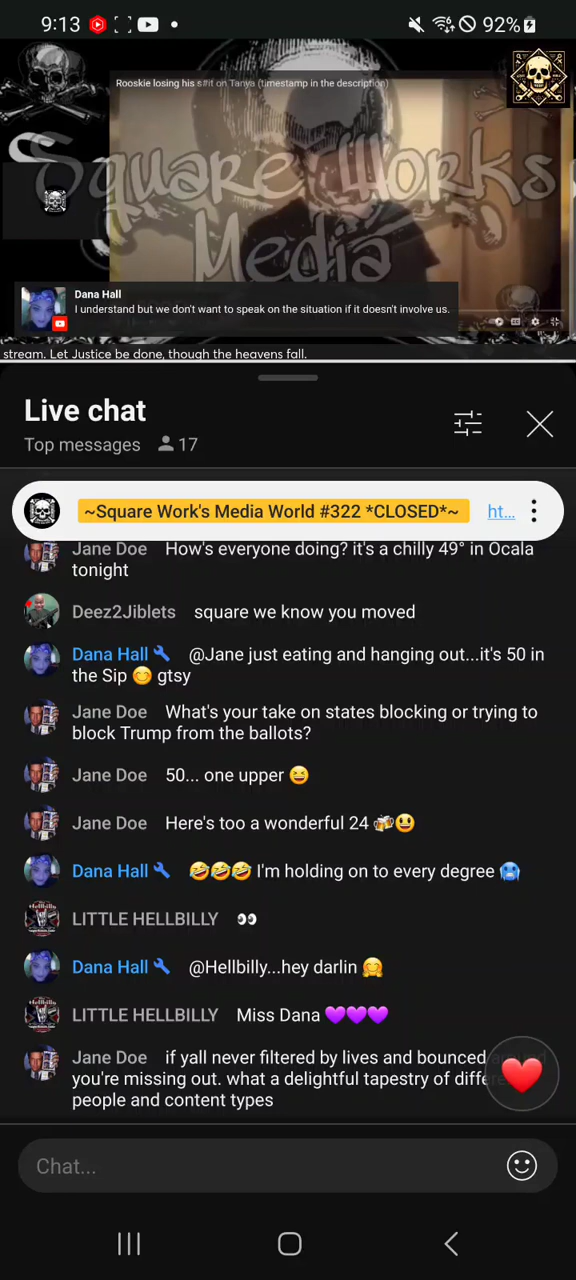 9:13
92%
Rooskie losing his s#it on Tanya (timestamp in the description)
Square Works
Media
Dana Hall
I understand but we don't want to speak on the situation if it doesn't involve us.
stream. Let Justice be done, though the heavens fall.
Live chat
Top messages 17
~Square Work's Media World #322 *CLOSED*~ ht...
Jane Doe How's everyone doing? it's a chilly 49° in Ocala
tonight
Deez2Jiblets square we know you moved
Dana Hall @Jane just eating and hanging out...it's 50 in
the Sip 😊 gtsy
Jane Doe What's your take on states blocking or trying to
block Trump from the ballots?
Jane Doe 50... one upper 😆
Jane Doe Here's too a wonderful 24 🍻😃
Dana Hall 🤣🤣🤣 I'm holding on to every degree 🥶
LITTLE HELLBILLY 👀
Dana Hall @Hellbilly...hey darlin 🤗
LITTLE HELLBILLY Miss Dana 💜💜💜
Jane Doe if yall never filtered by lives and bounced
you're missing out. what a delightful tapestry of
people and content types
Chat...